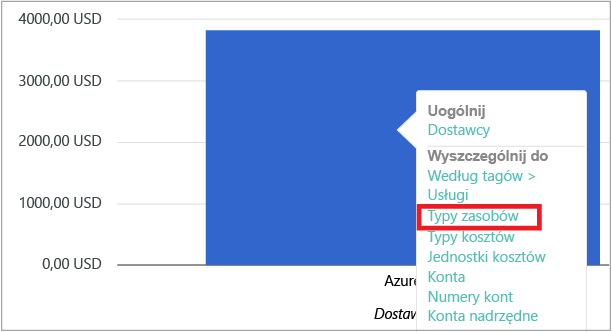 4000,00 USD
3000,00 USD
2000,00 USD
1000,00 USD
0,00 USD
Uogólnij
Dostawcy
Wyszczególnij do
Według tagów >
Usługi
Typy zasobów
Typy kosztów
Jednostki kosztów
Konta
Numery kont
Konta nadrzędne
Azure
Dostaw